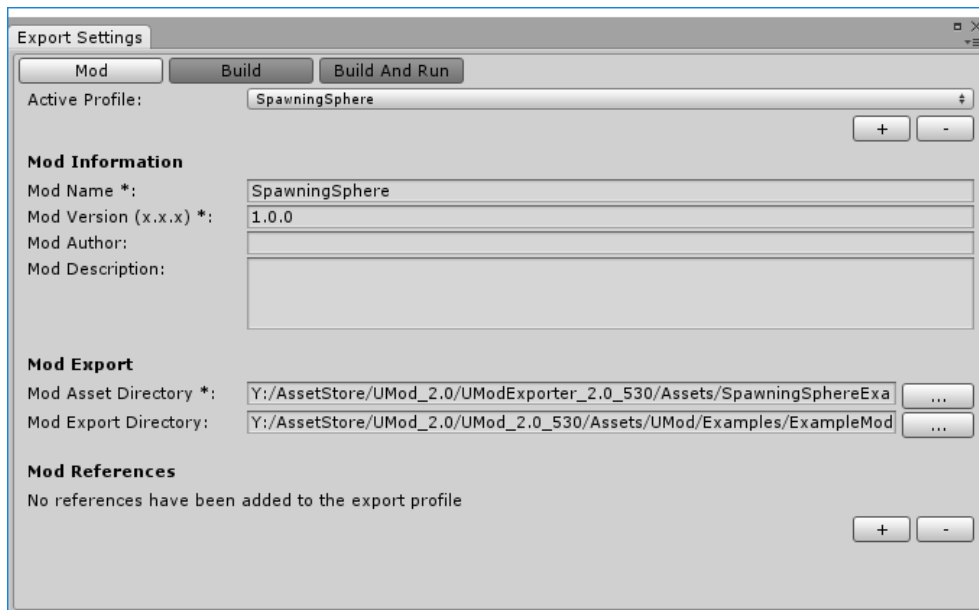 Export Settings
Mod Build Build And Run
Active Profile: SpawningSphere
+ -
Mod Information
Mod Name *: SpawningSphere
Mod Version (x.x.x) *: 1.0.0
Mod Author:
Mod Description:
Mod Export
Mod Asset Directory *: Y:/AssetStore/UMod_2.0/UModExporter_2.0_530/Assets/SpawningSphereExa ...
Mod Export Directory: Y:/AssetStore/UMod_2.0/UMod_2.0_530/Assets/UMod/Examples/ExampleMod ...
Mod References
No references have been added to the export profile
+ -